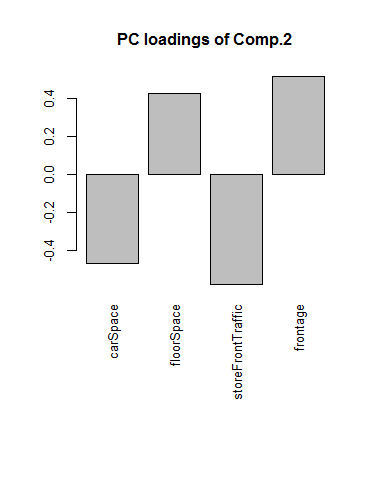 PC loadings of Comp.2
0.4
0.2
0.0
-0.2
-0.4
carSpace
floorSpace
storeFrontTraffic
frontage